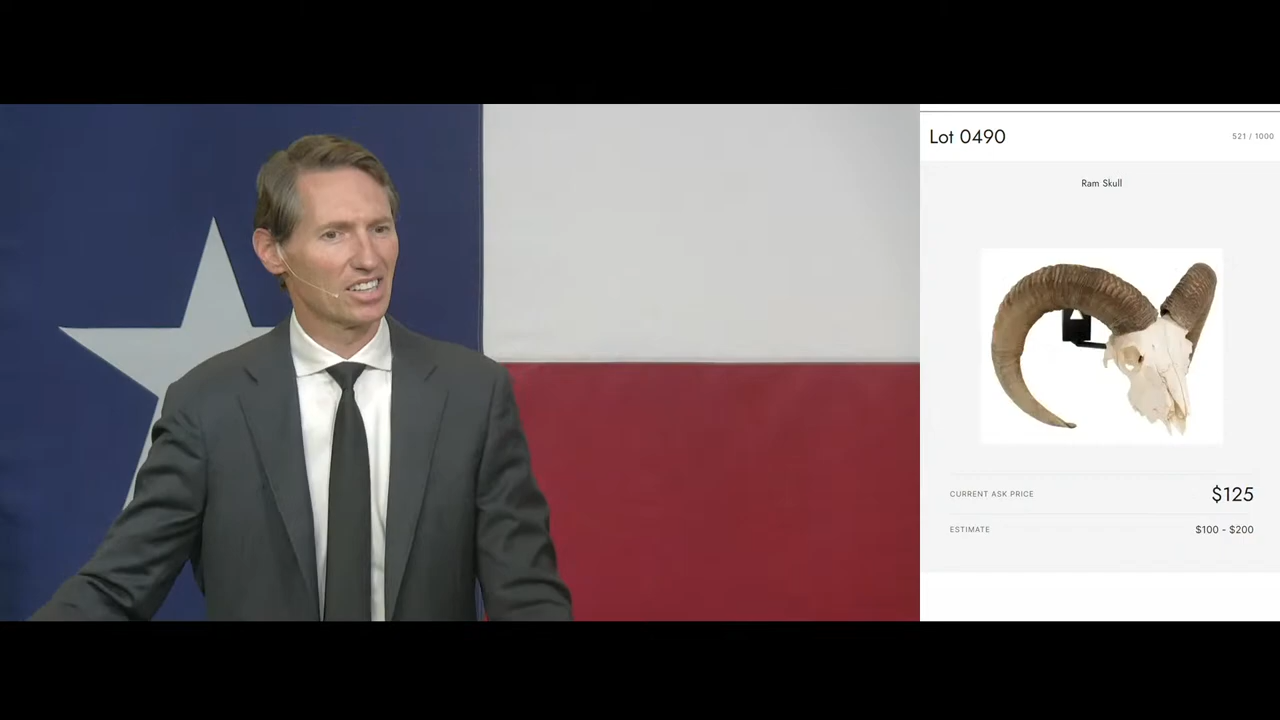 Lot 0490
521 / 1000
Ram Skull
CURRENT ASK PRICE
$125
ESTIMATE
$100 - $200